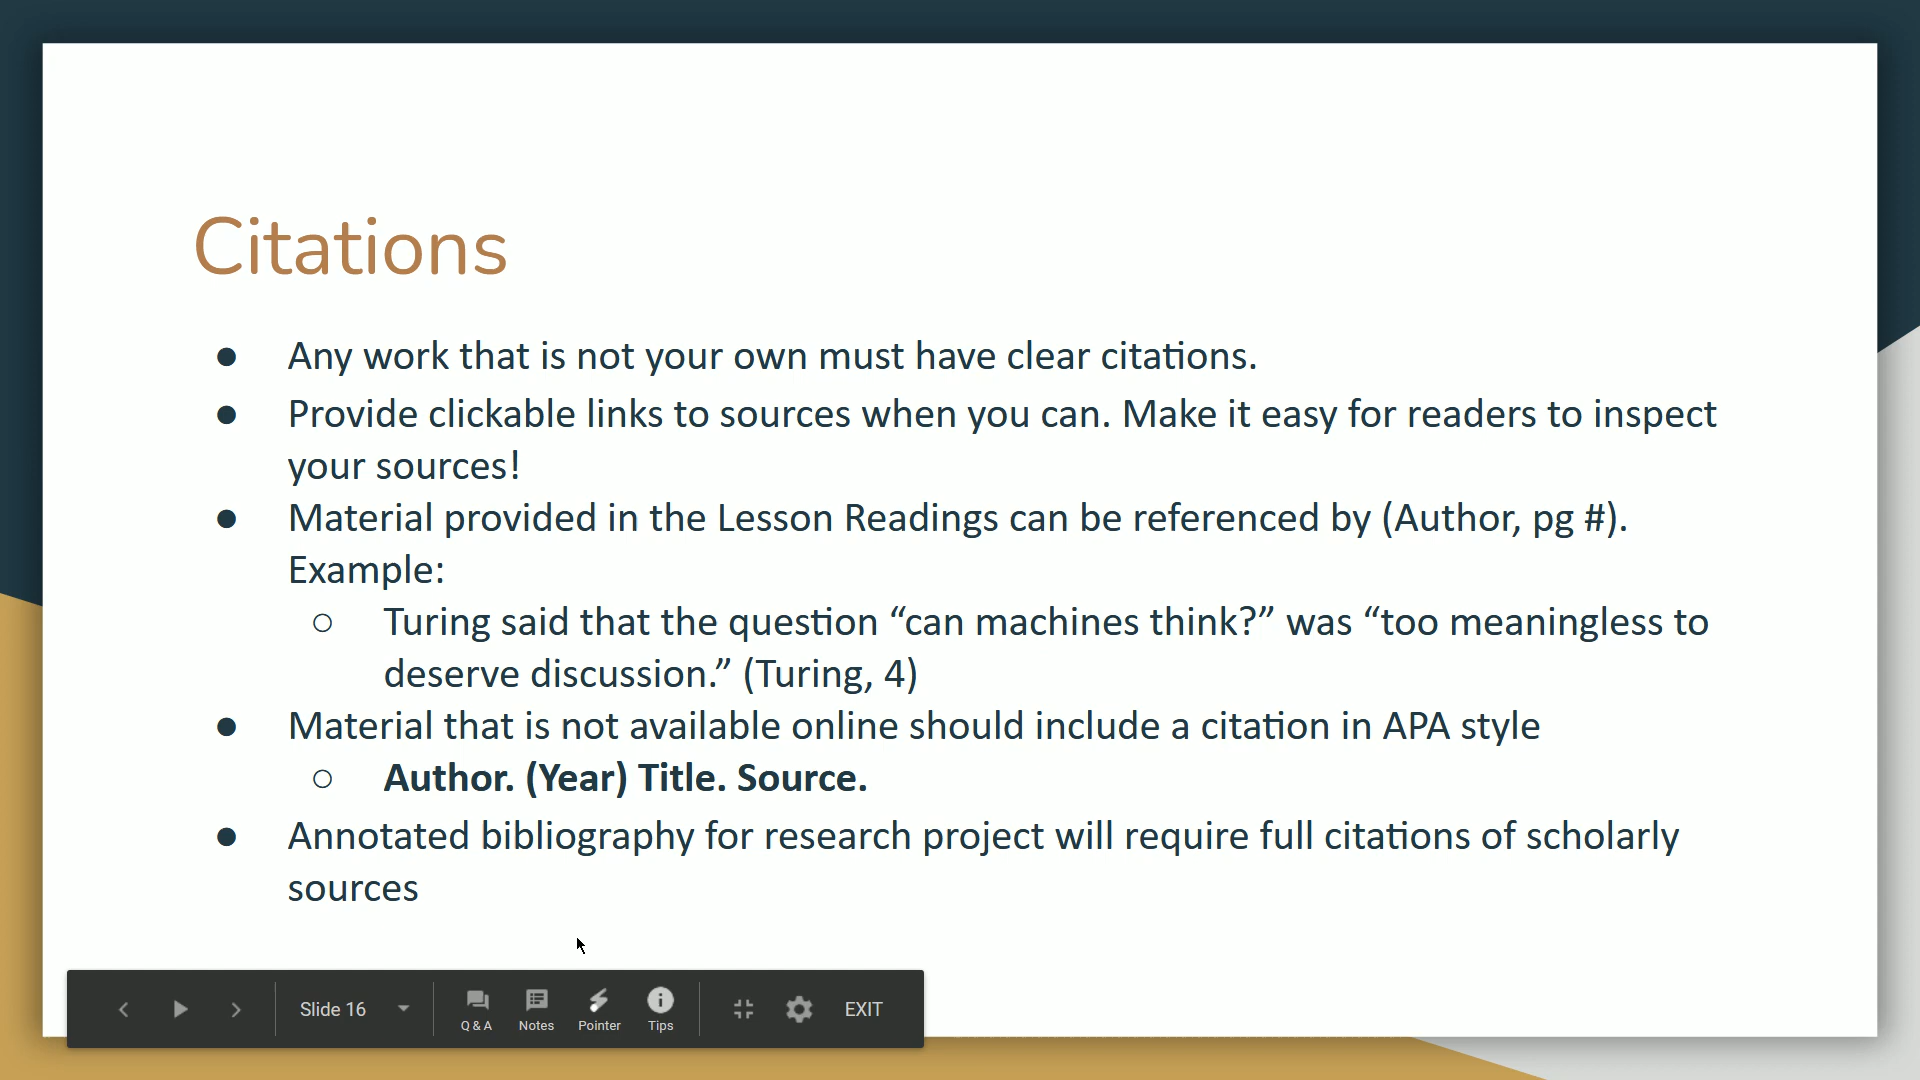 Citations
● Any work that is not your own must have clear citations.
● Provide clickable links to sources when you can. Make it easy for readers to inspect
your sources!
● Material provided in the Lesson Readings can be referenced by (Author, pg #).
Example:
○ Turing said that the question “can machines think?” was “too meaningless to
deserve discussion.” (Turing, 4)
● Material that is not available online should include a citation in APA style
○ Author. (Year) Title. Source.
● Annotated bibliography for research project will require full citations of scholarly
sources
Slide 16 Q & A Notes Pointer Tips EXIT